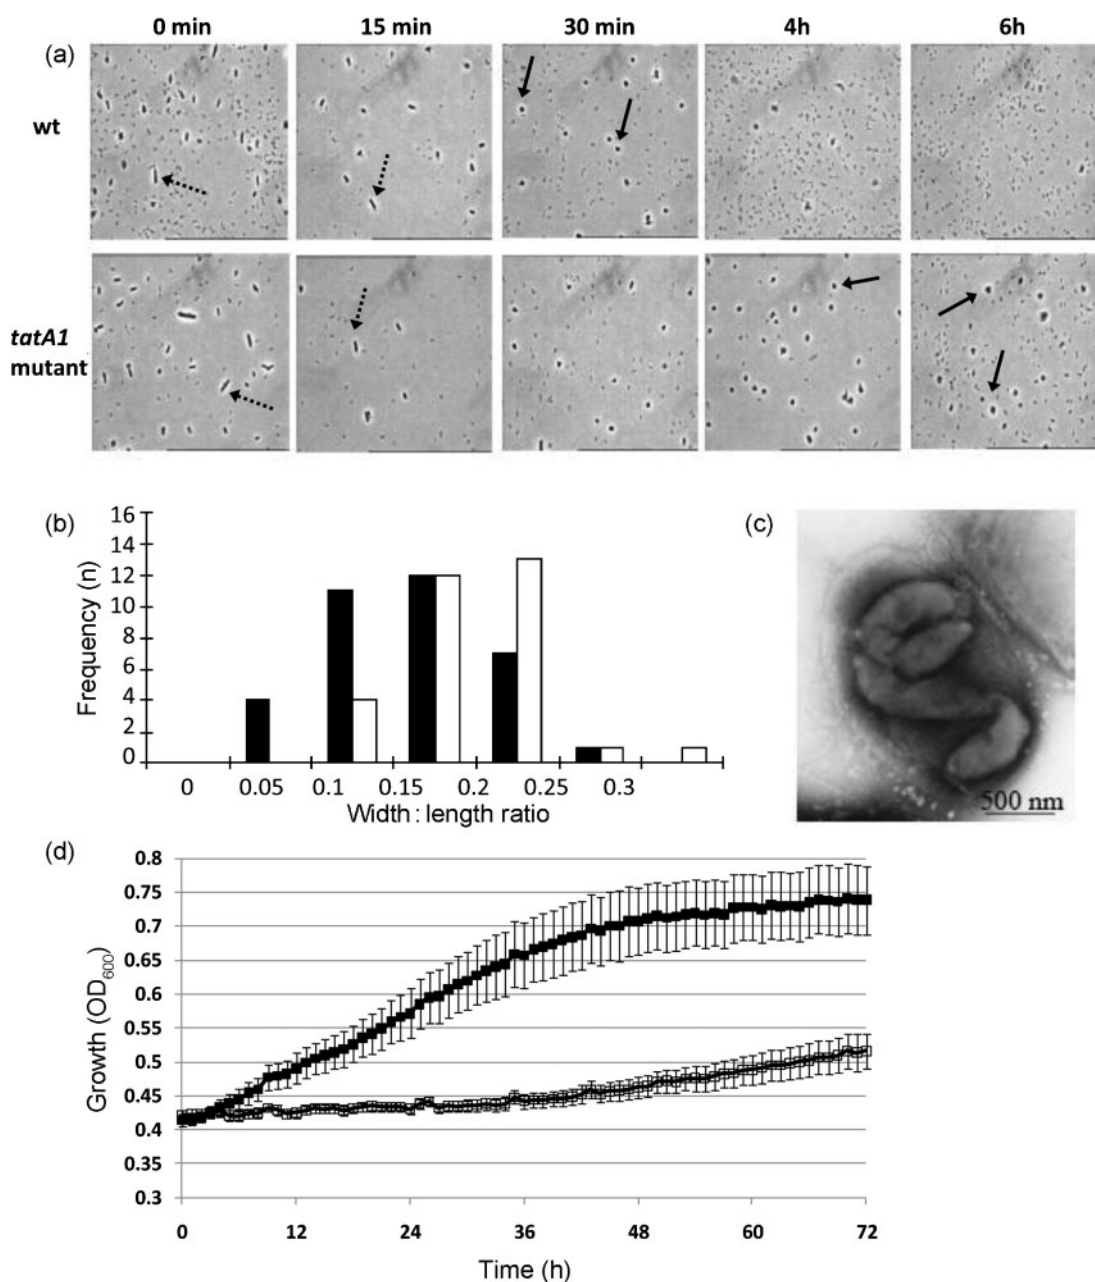 0 min 15 min 30 min 4h 6h
(a)
wt
tatA1
mutant
(b)
16
14
12
10
8
6
4
2
0
Frequency (n)
0 0.05 0.1 0.15 0.2 0.25 0.3
Width : length ratio
(c)
500 nm
(d)
0.8
0.75
0.7
0.65
0.6
0.55
0.5
0.45
0.4
0.35
0.3
Growth (OD600)
0 12 24 36 48 60 72
Time (h)